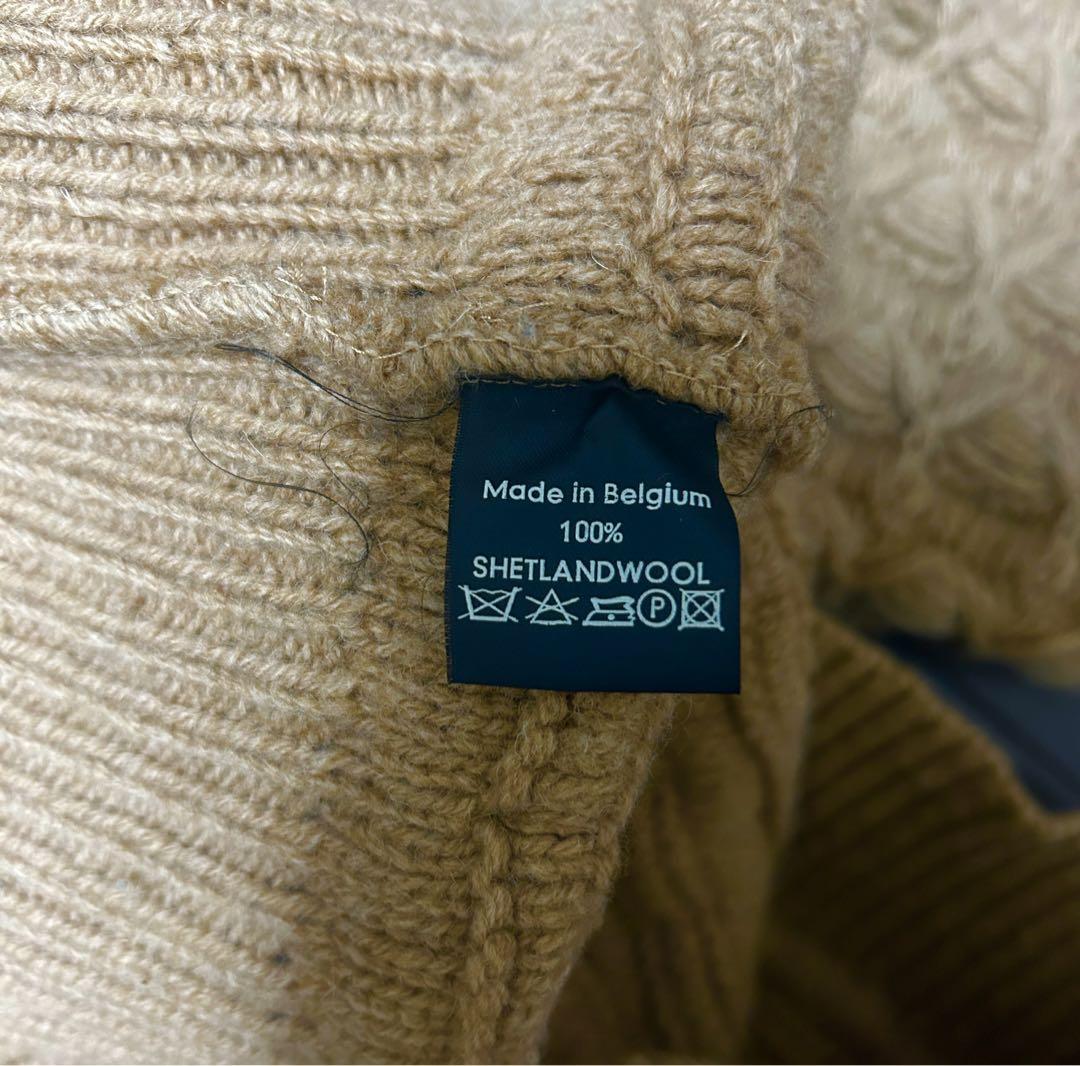 Made in Belgium
100%
SHETLANDWOOL
P